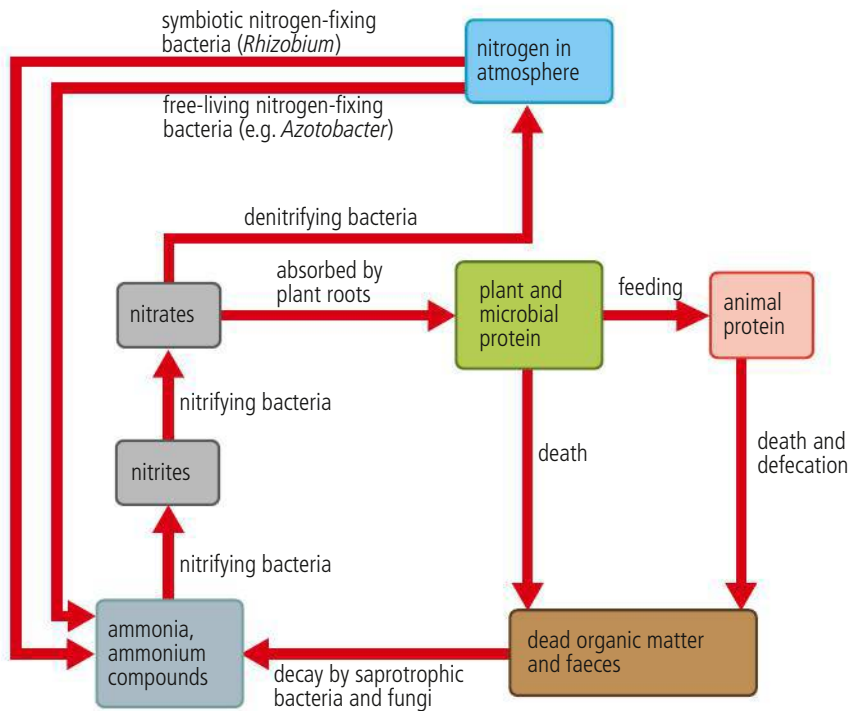 symbiotic nitrogen-fixing
bacteria (Rhizobium)
nitrogen in
atmosphere
free-living nitrogen-fixing
bacteria (e.g. Azotobacter)
denitrifying bacteria
absorbed by
plant roots
nitrates
plant and
microbial
protein
feeding
animal
protein
nitrifying bacteria
nitrites
death
death and
defecation
nitrifying bacteria
ammonia,
ammonium
compounds
decay by saprotrophic
bacteria and fungi
dead organic matter
and faeces